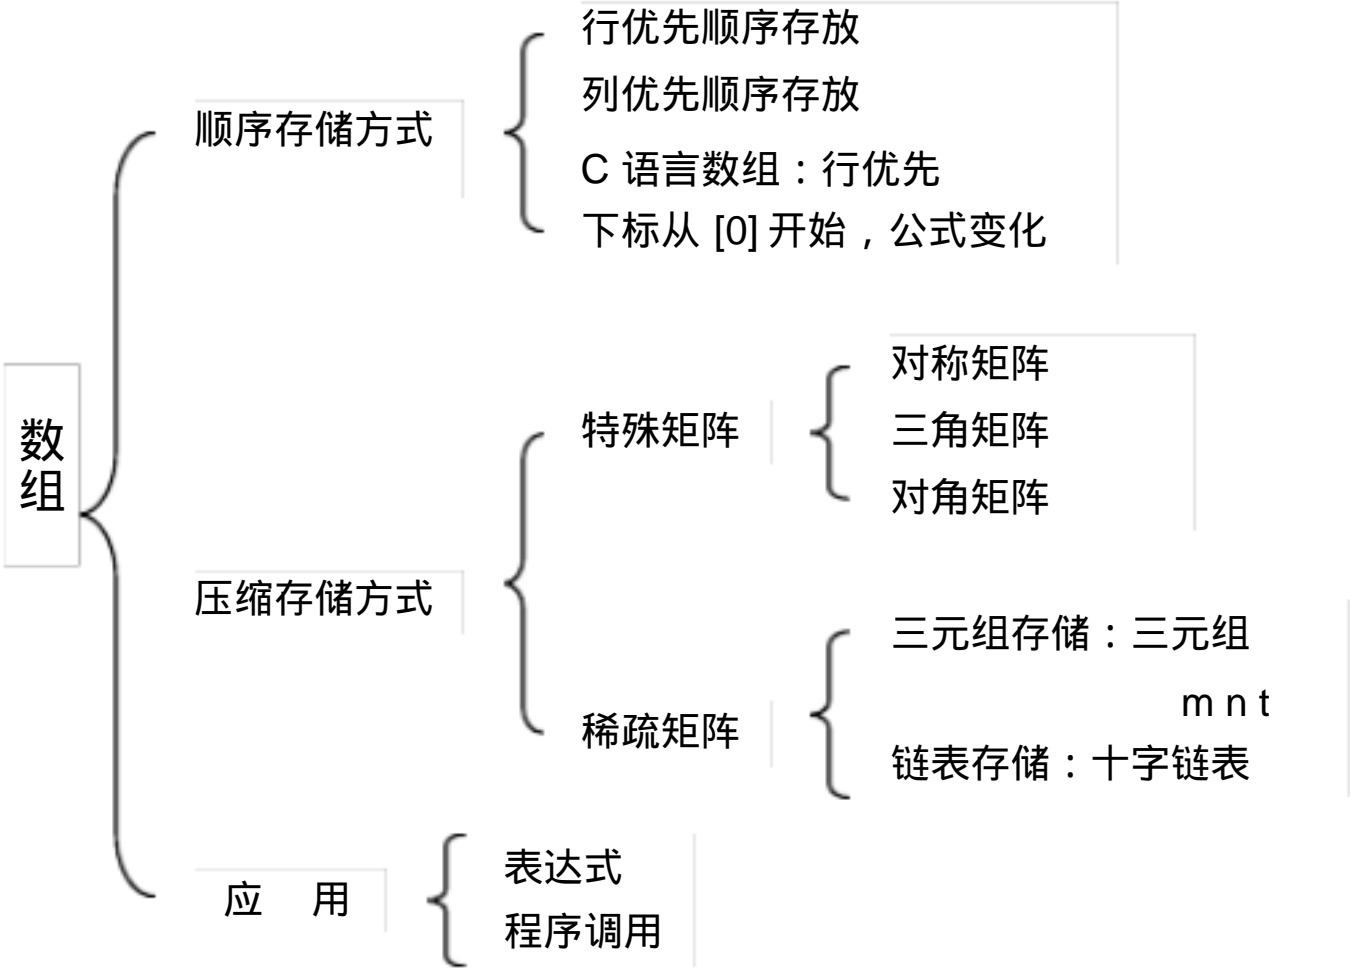 数
组
顺序存储方式
行优先顺序存放
列优先顺序存放
C 语言数组：行优先
下标从 [0] 开始，公式变化
压缩存储方式
特殊矩阵
对称矩阵
三角矩阵
对角矩阵
稀疏矩阵
三元组存储：三元组
m n t
链表存储：十字链表
应 用
表达式
程序调用